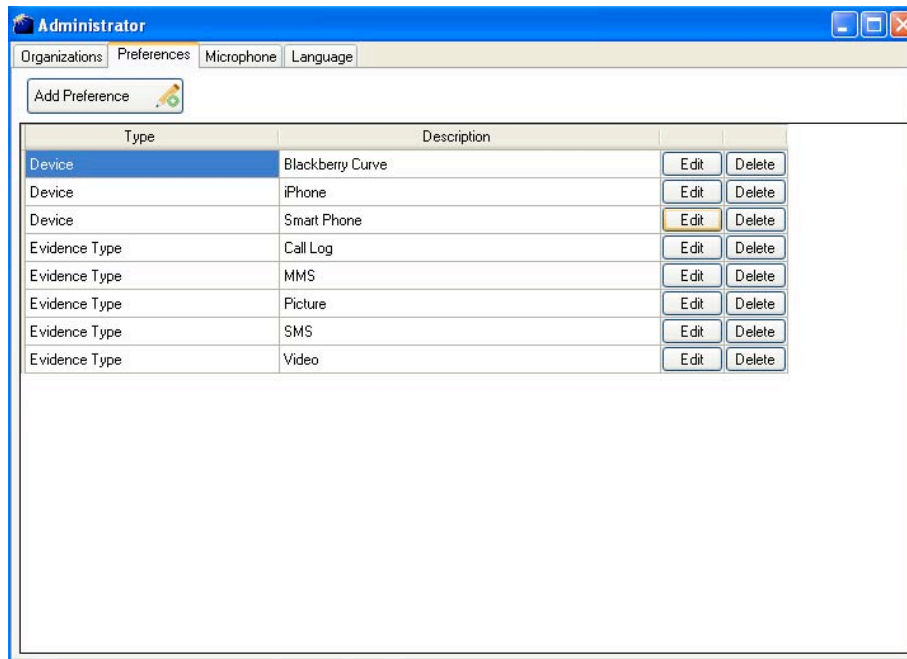 Administrator
Organizations Preferences Microphone Language
Add Preference
Type Description
Device Blackberry Curve Edit Delete
Device iPhone Edit Delete
Device Smart Phone Edit Delete
Evidence Type Call Log Edit Delete
Evidence Type MMS Edit Delete
Evidence Type Picture Edit Delete
Evidence Type SMS Edit Delete
Evidence Type Video Edit Delete